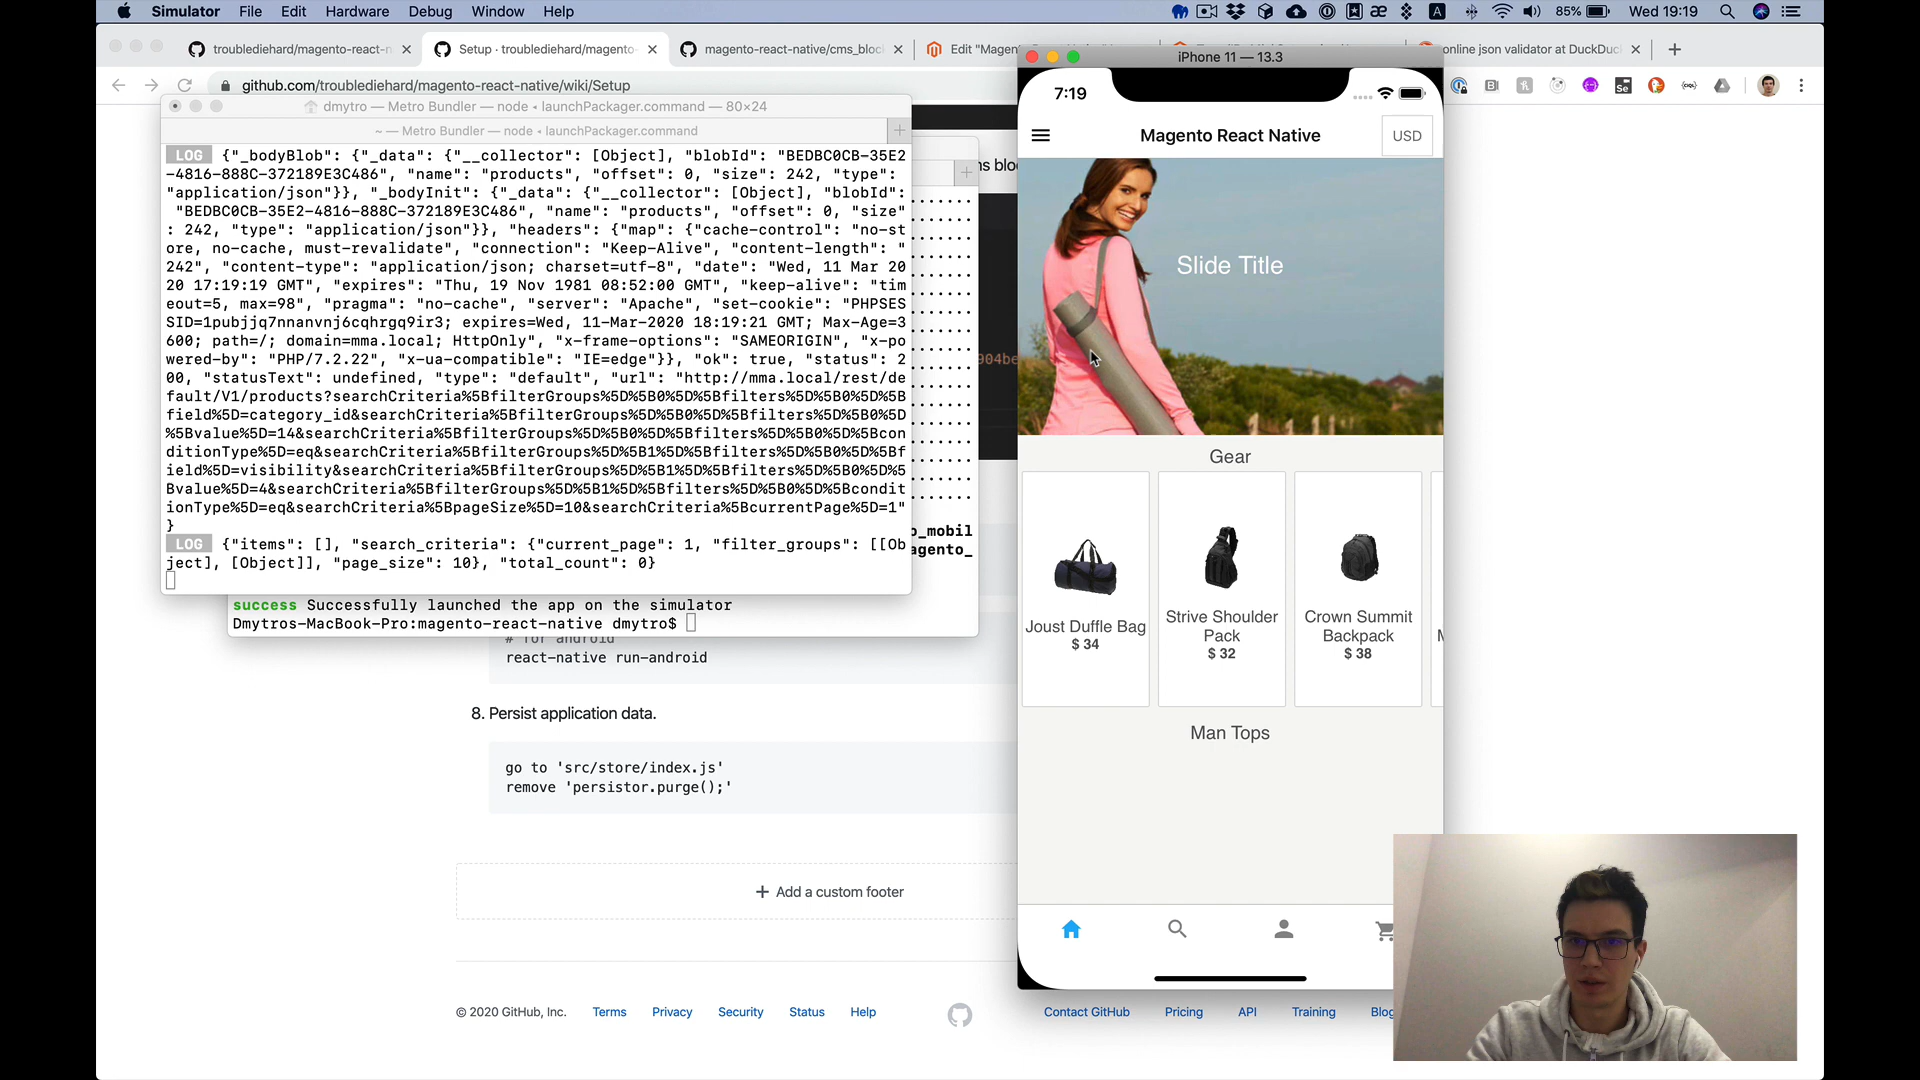 Simulator File Edit Hardware Debug Window Help
85% Wed 19:19
troublediehard/magento-react-n
Setup · troublediehard/magento-
magento-react-native/cms_bloc
Edit "Magen
online json validator at DuckDuc
github.com/troublediehard/magento-react-native/wiki/Setup
dmytro — Metro Bundler — node ◂ launchPackager.command — 80×24
~ — Metro Bundler — node ◂ launchPackager.command
LOG {"_bodyBlob": {"_data": {"__collector": [Object], "blobId": "BEDBC0CB-35E2
-4816-888C-372189E3C486", "name": "products", "offset": 0, "size": 242, "type":
"application/json"}}, "_bodyInit": {"_data": {"__collector": [Object], "blobId":
"BEDBC0CB-35E2-4816-888C-372189E3C486", "name": "products", "offset": 0, "size"
: 242, "type": "application/json"}}, "headers": {"map": {"cache-control": "no-st
ore, no-cache, must-revalidate", "connection": "Keep-Alive", "content-length": "
242", "content-type": "application/json; charset=utf-8", "date": "Wed, 11 Mar 20
20 17:19:19 GMT", "expires": "Thu, 19 Nov 1981 08:52:00 GMT", "keep-alive": "tim
eout=5, max=98", "pragma": "no-cache", "server": "Apache", "set-cookie": "PHPSES
SID=1pubjjq7nnanvnj6cqhrgq9ir3; expires=Wed, 11-Mar-2020 18:19:21 GMT; Max-Age=3
600; path=/; domain=mma.local; HttpOnly", "x-frame-options": "SAMEORIGIN", "x-po
wered-by": "PHP/7.2.22", "x-ua-compatible": "IE=edge"}}, "ok": true, "status": 2
00, "statusText": undefined, "type": "default", "url": "http://mma.local/rest/de
fault/V1/products?searchCriteria%5BfilterGroups%5D%5B0%5D%5Bfilters%5D%5B0%5D%5B
field%5D=category_id&searchCriteria%5BfilterGroups%5D%5B0%5D%5Bfilters%5D%5B0%5D
%5Bvalue%5D=14&searchCriteria%5BfilterGroups%5D%5B0%5D%5Bfilters%5D%5B0%5D%5Bcon
ditionType%5D=eq&searchCriteria%5BfilterGroups%5D%5B1%5D%5Bfilters%5D%5B0%5D%5Bf
ield%5D=visibility&searchCriteria%5BfilterGroups%5D%5B1%5D%5Bfilters%5D%5B0%5D%5
Bvalue%5D=4&searchCriteria%5BfilterGroups%5D%5B1%5D%5Bfilters%5D%5B0%5D%5Bcondit
ionType%5D=eq&searchCriteria%5BpageSize%5D=10&searchCriteria%5BcurrentPage%5D=1"
}
LOG {"items": [], "search_criteria": {"current_page": 1, "filter_groups": [[Ob
ject], [Object]], "page_size": 10}, "total_count": 0}
ns bloc
904be
o_mobil
agento_
success Successfully launched the app on the simulator
Dmytros-MacBook-Pro:magento-react-native dmytro$
# for android
react-native run-android
8. Persist application data.
go to 'src/store/index.js'
remove 'persistor.purge();'
Add a custom footer
© 2020 GitHub, Inc. Terms Privacy Security Status Help
Contact GitHub Pricing API Training Blog
iPhone 11 — 13.3
7:19
Magento React Native
USD
Slide Title
Gear
Joust Duffle Bag
$ 34
Strive Shoulder
Pack
$ 32
Crown Summit
Backpack
$ 38
Man Tops